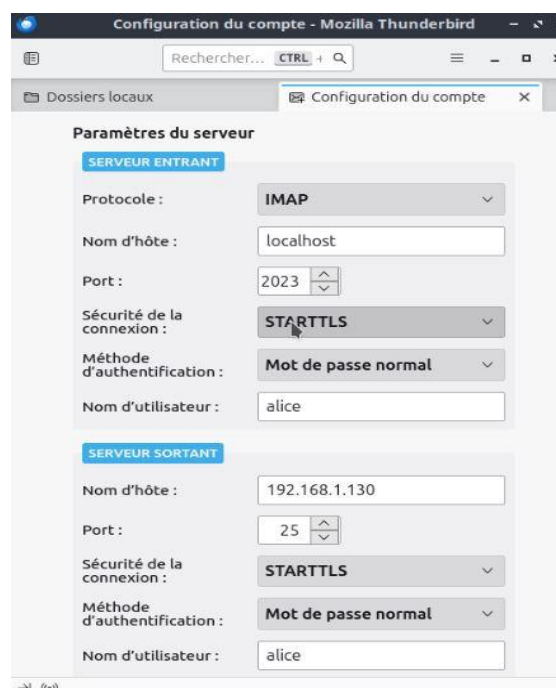 Configuration du compte - Mozilla Thunderbird
Rechercher... CTRL + Q
Dossiers locaux
Configuration du compte
Paramètres du serveur
SERVEUR ENTRANT
Protocole : IMAP
Nom d'hôte : localhost
Port : 2023
Sécurité de la
connexion :
STARTTLS
Méthode
d'authentification :
Mot de passe normal
Nom d'utilisateur : alice
SERVEUR SORTANT
Nom d'hôte : 192.168.1.130
Port : 25
Sécurité de la
connexion :
STARTTLS
Méthode
d'authentification :
Mot de passe normal
Nom d'utilisateur : alice